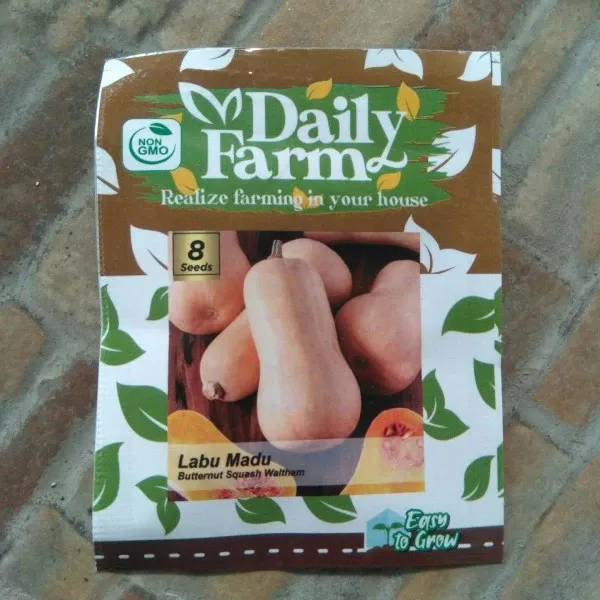 Daily
Farm
NON
GMO
Realize farming in your house
8
Seeds
Labu Madu
Butternut Squash Waltham
Easy
to Grow